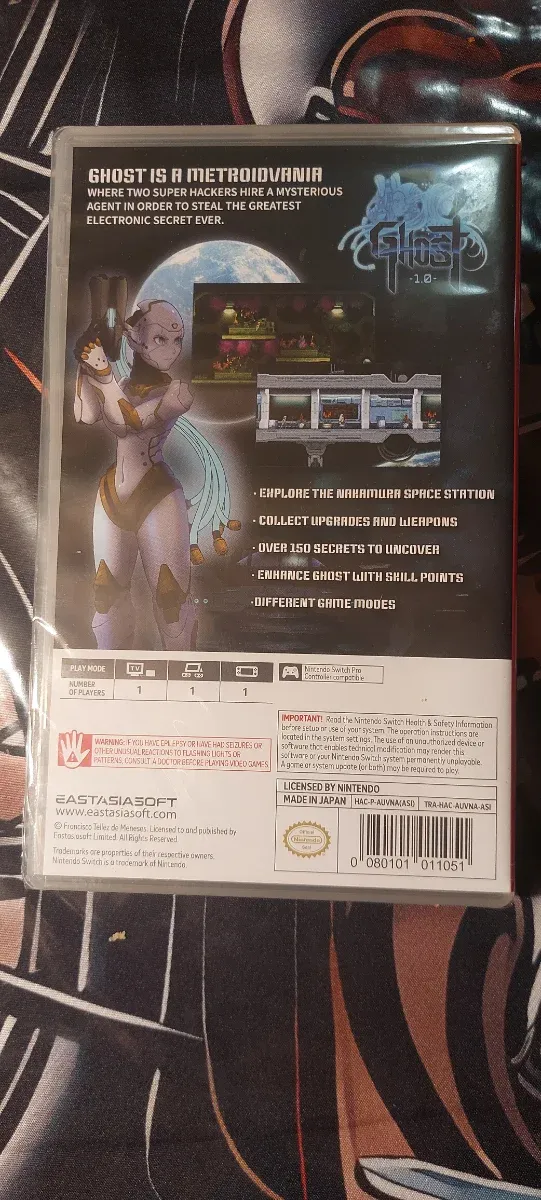 GHOST IS A METROIDVANIA
WHERE TWO SUPER HACKERS HIRE A MYSTERIOUS
AGENT IN ORDER TO STEAL THE GREATEST
ELECTRONIC SECRET EVER.
GHOST
-1.0-
· EXPLORE THE NAKAMURA SPACE STATION
· COLLECT UPGRADES AND WEAPONS
· OVER 150 SECRETS TO UNCOVER
· ENHANCE GHOST WITH SKILL POINTS
· DIFFERENT GAME MODES
PLAY MODE
TV
NUMBER
OF PLAYERS
1 1 1
Nintendo Switch Pro
Controller compatible
WARNING: IF YOU HAVE EPILEPSY OR HAVE HAD SEIZURES OR
OTHER UNUSUAL REACTIONS TO FLASHING LIGHTS OR
PATTERNS, CONSULT A DOCTOR BEFORE PLAYING VIDEO GAMES
IMPORTANT! Read the Nintendo Switch Health & Safety Information
before setup or use of your system. The operation instructions are
located in the system settings. The use of an unauthorized device or
software that enables technical modification may render this
software or your Nintendo Switch system permanently unplayable.
A game or system update (or both) may be required to play.
EASTASIASOFT
www.eastasiasoft.com
© Francisco Tellez de Meneses. Licensed to and published by
Eastasiasoft Limited. All Rights Reserved.
Trademarks are properties of their respective owners.
Nintendo Switch is a trademark of Nintendo.
LICENSED BY NINTENDO
MADE IN JAPAN
HAC-P-AUVNA(ASI)
TRA-HAC-AUVNA-ASI
Official
Nintendo
Seal
0 080101 011051